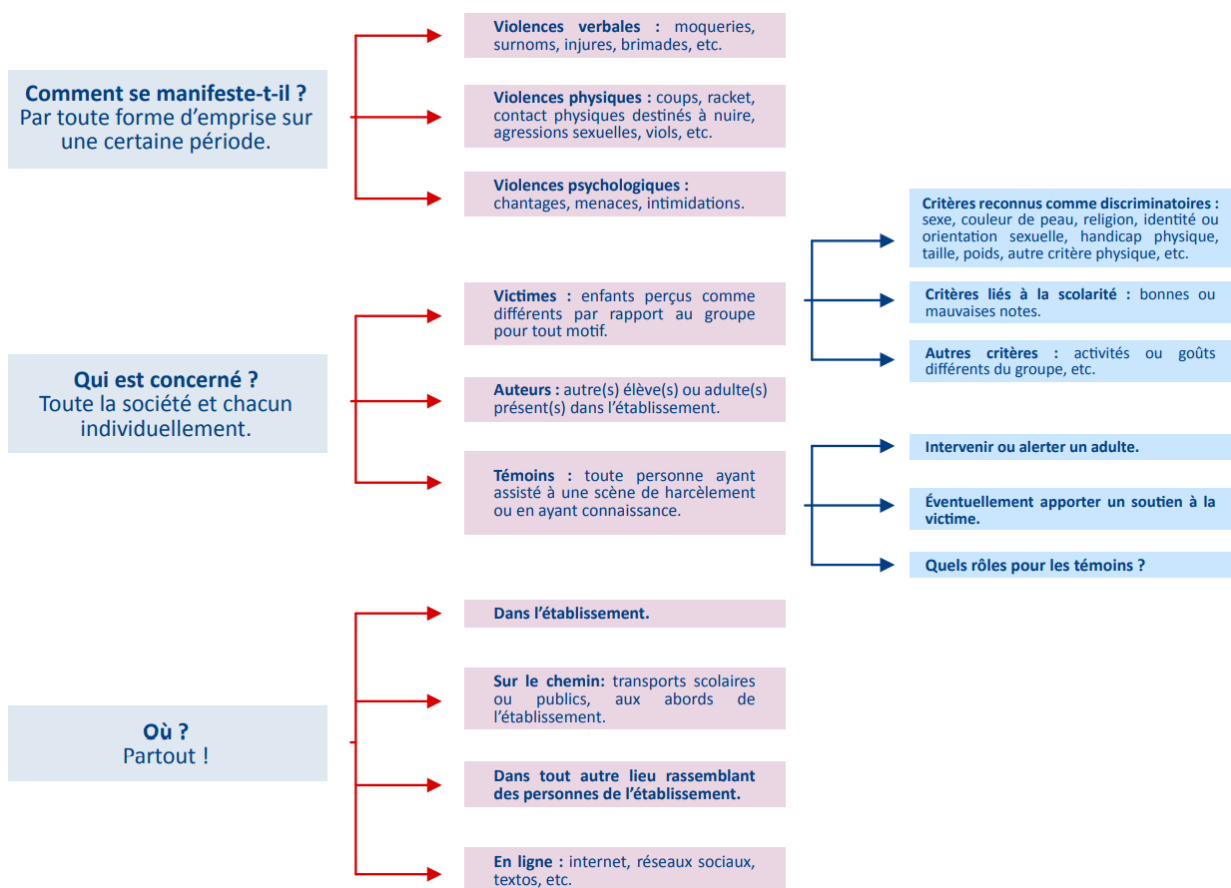 Comment se manifeste-t-il ?
Par toute forme d'emprise sur
une certaine période.
Violences verbales : moqueries,
surnoms, injures, brimades, etc.
Violences physiques : coups, racket,
contact physiques destinés à nuire,
agressions sexuelles, viols, etc.
Violences psychologiques :
chantages, menaces, intimidations.
Qui est concerné ?
Toute la société et chacun
individuellement.
Victimes : enfants perçus comme
différents par rapport au groupe
pour tout motif.
Critères reconnus comme discriminatoires :
sexe, couleur de peau, religion, identité ou
orientation sexuelle, handicap physique,
taille, poids, autre critère physique, etc.
Critères liés à la scolarité : bonnes ou
mauvaises notes.
Autres critères : activités ou goûts
différents du groupe, etc.
Auteurs : autre(s) élève(s) ou adulte(s)
présent(s) dans l'établissement.
Témoins : toute personne ayant
assisté à une scène de harcèlement
ou en ayant connaissance.
Intervenir ou alerter un adulte.
Éventuellement apporter un soutien à la
victime.
Quels rôles pour les témoins ?
Où ?
Partout !
Dans l'établissement.
Sur le chemin: transports scolaires
ou publics, aux abords de
l'établissement.
Dans tout autre lieu rassemblant
des personnes de l'établissement.
En ligne : internet, réseaux sociaux,
textos, etc.